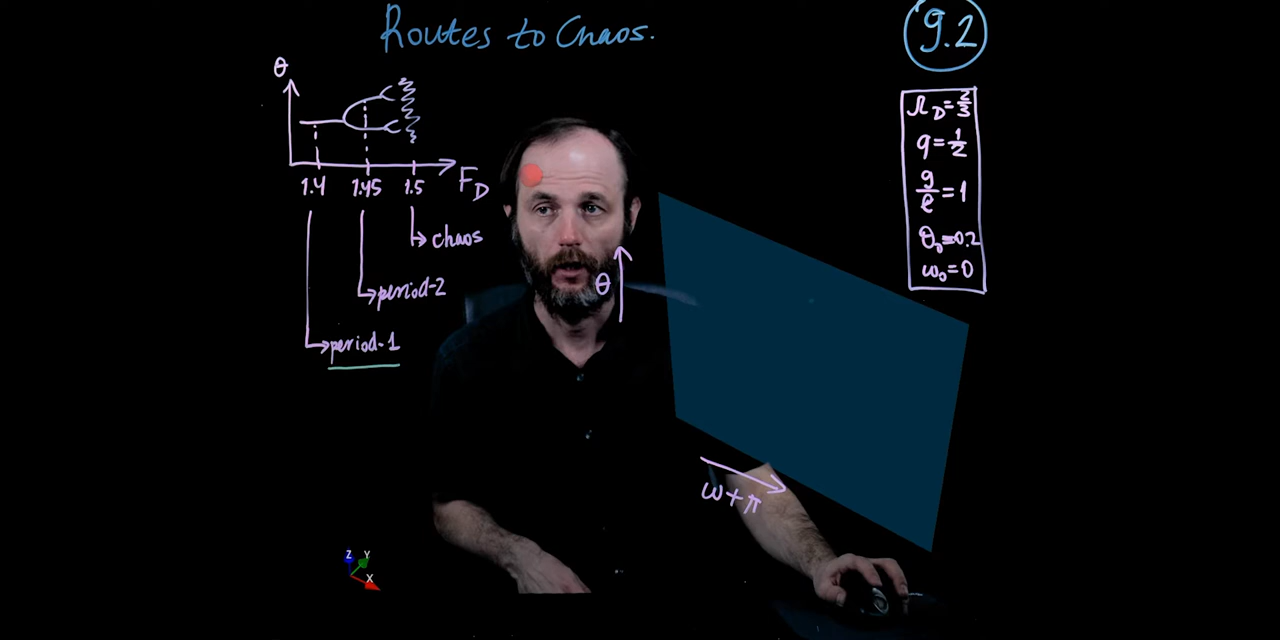 Routes to Chaos.
9.2
θ
1.4 1.45 1.5 F_D
chaos
period-2
period-1
Ω_D=2/3
q=1/2
g/ℓ=1
θ₀=0.2
ω₀=0
θ
ω+π
Z Y
X